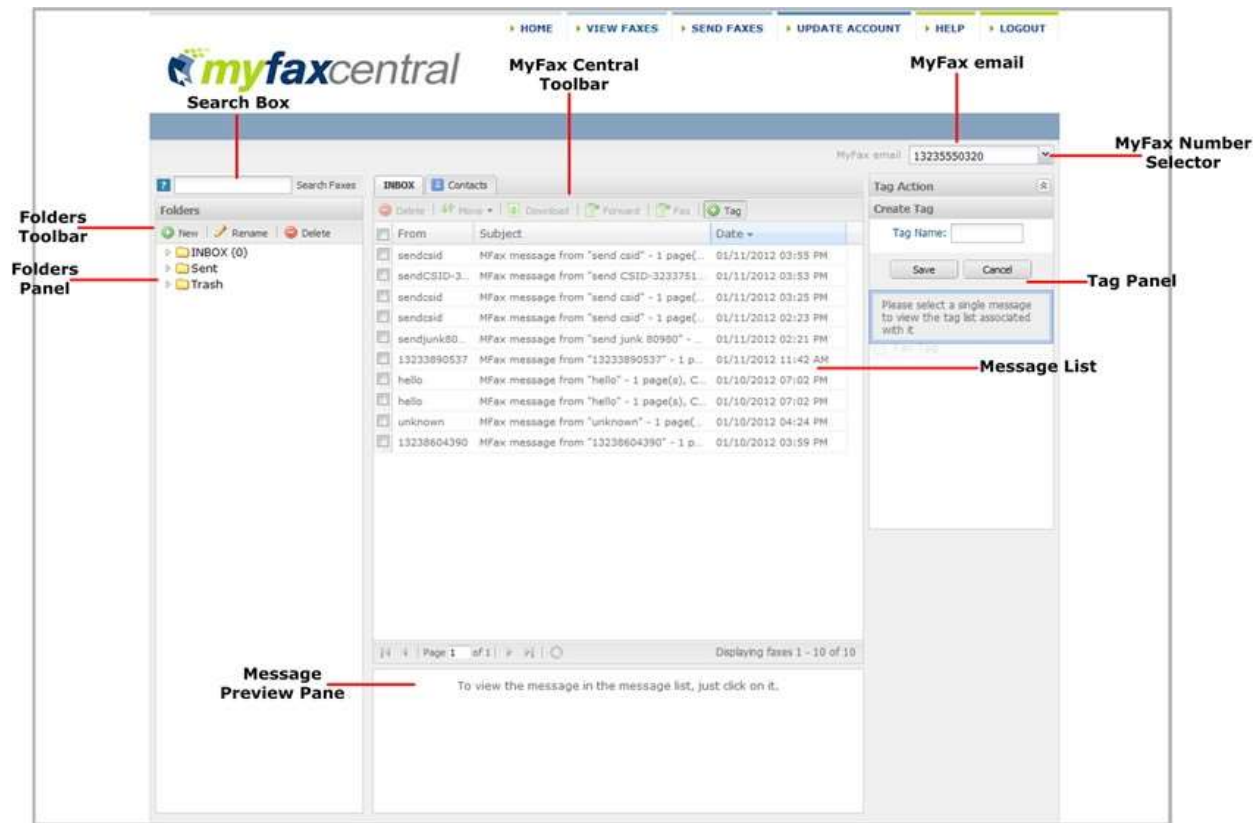 HOME VIEW FAXES SEND FAXES UPDATE ACCOUNT HELP LOGOUT
myfaxcentral
MyFax Central
Toolbar
MyFax email
Search Box
MyFax Number
Selector
MyFax email 13235550320
? Search Faxes
INBOX Contacts
Tag Action
Folders
Toolbar
Folders
Delete Move Download Forward Fax Tag
Create Tag
New Rename Delete
From Subject Date
Tag Name:
INBOX (0)
Sent
Trash
Folders
Panel
sendcsid MFax message from "send csid" - 1 page(... 01/11/2012 03:55 PM
sendCSID-3... MFax message from "send CSID-3233751... 01/11/2012 03:53 PM
sendcsid MFax message from "send csid" - 1 page(... 01/11/2012 03:25 PM
sendcsid MFax message from "send csid" - 1 page(... 01/11/2012 02:23 PM
sendjunk80... MFax message from "send junk 80980" - ... 01/11/2012 02:21 PM
13233890537 MFax message from "13233890537" - 1 p... 01/11/2012 11:42 AM
hello MFax message from "hello" - 1 page(s), C... 01/10/2012 07:02 PM
hello MFax message from "hello" - 1 page(s), C... 01/10/2012 07:02 PM
unknown MFax message from "unknown" - 1 page(... 01/10/2012 04:24 PM
13238604390 MFax message from "13238604390" - 1 p... 01/10/2012 03:59 PM
Save Cancel
Tag Panel
Please select a single message
to view the tag list associated
with it
Message List
Page 1 of 1 Displaying faxes 1 - 10 of 10
Message
Preview Pane
To view the message in the message list, just click on it.